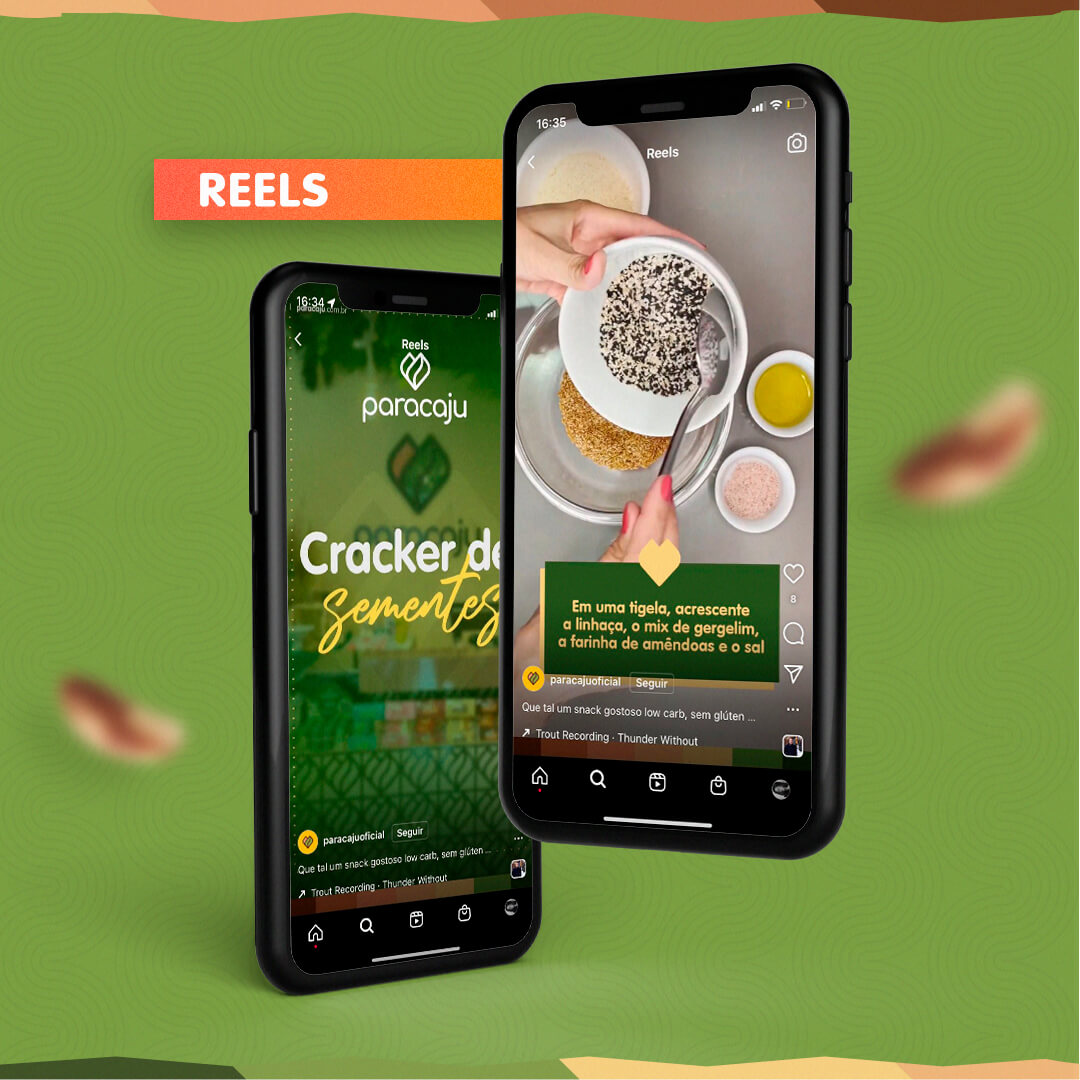 REELS
16:34
paracaju.com.br
Reels
paracaju
paracaju
Cracker de
sementes
paracajuoficial Seguir
Que tal um snack gostoso low carb, sem glúten ...
Trout Recording · Thunder Without
16:35
Reels
Em uma tigela, acrescente
a linhaça, o mix de gergelim,
a farinha de amêndoas e o sal
8
paracajuoficial Seguir
Que tal um snack gostoso low carb, sem glúten ...
Trout Recording · Thunder Without